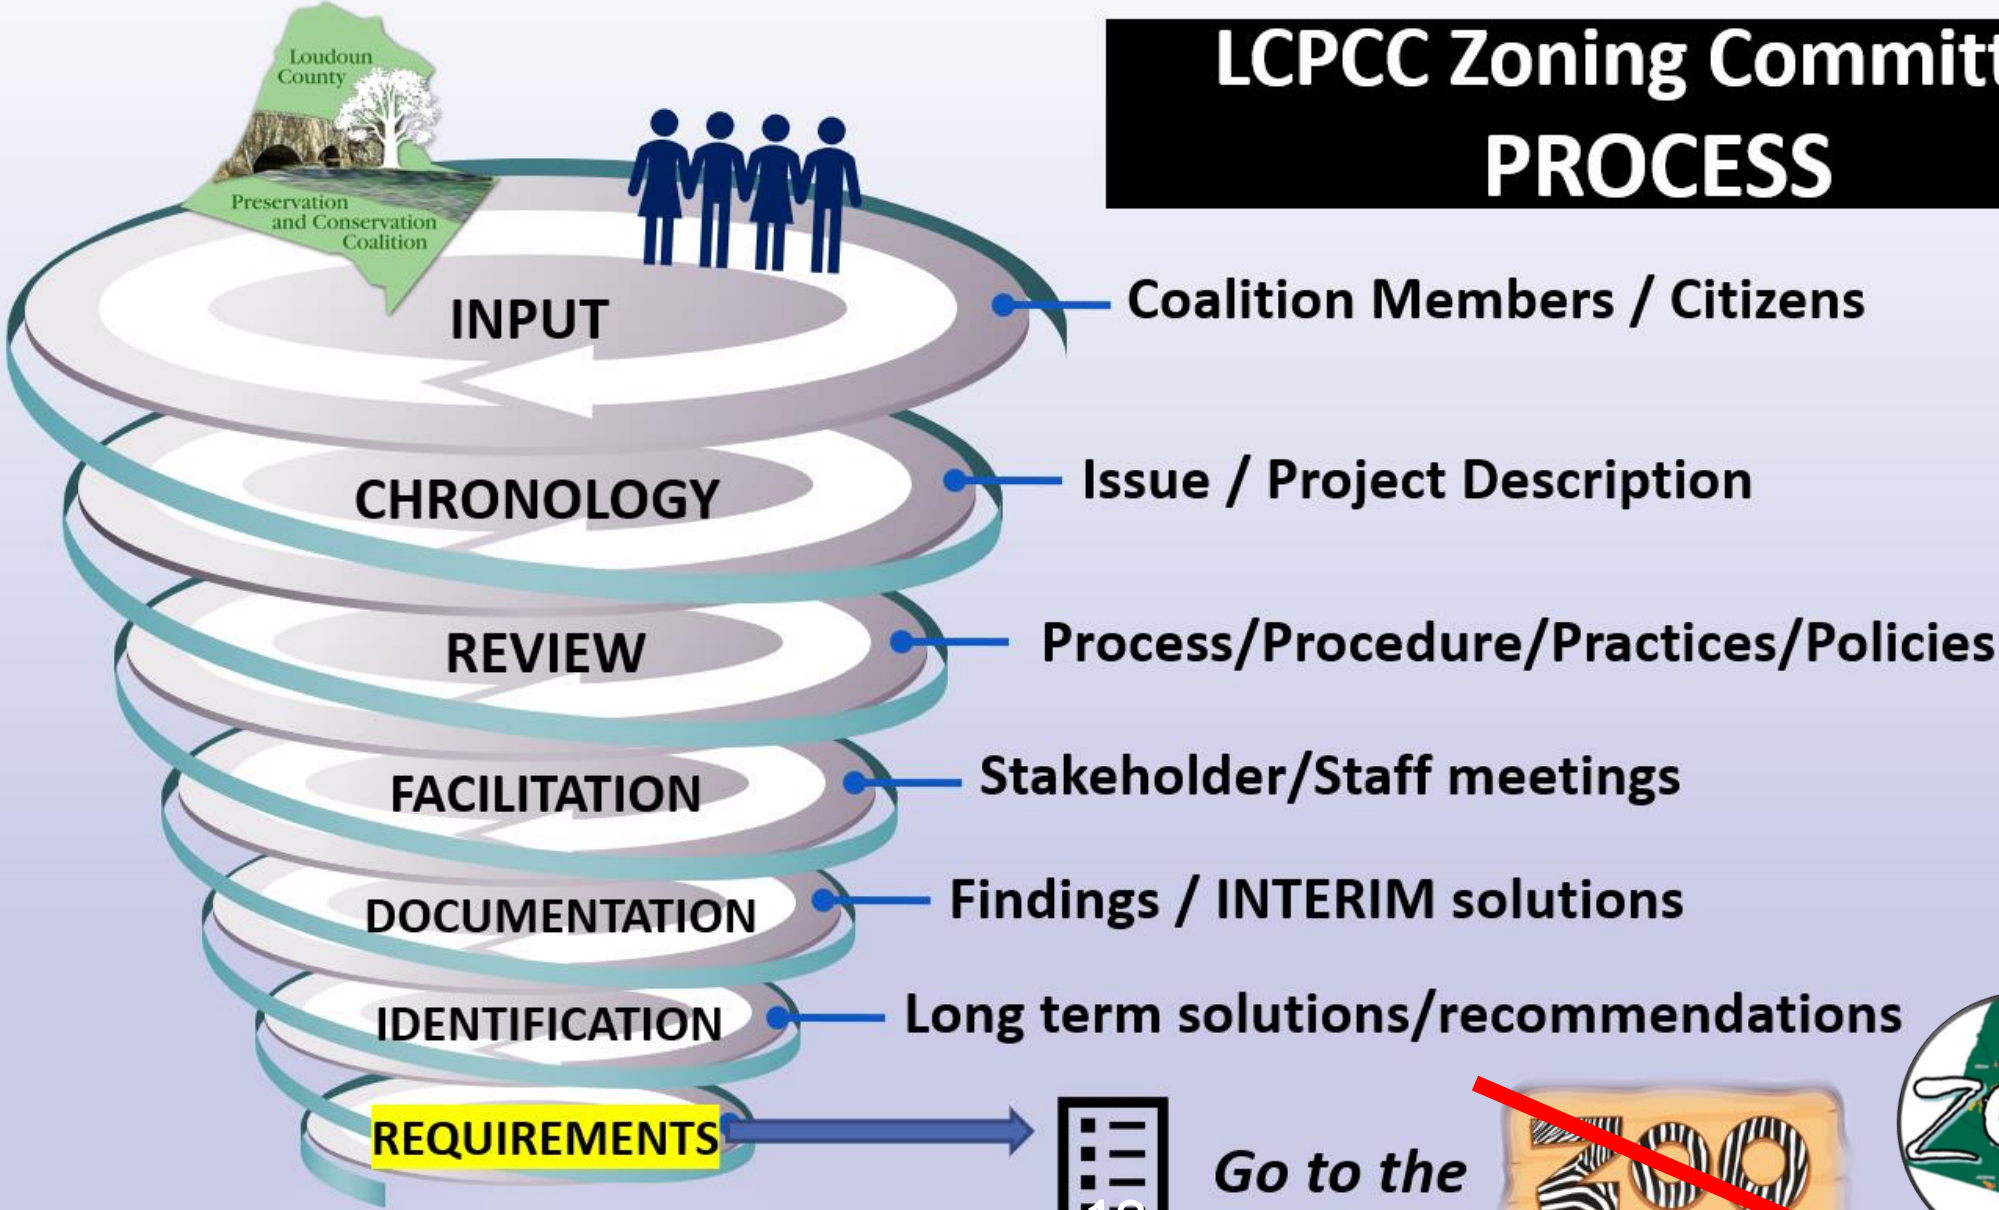 LCPCC Zoning Committ
PROCESS
Loudoun
County
Preservation
and Conservation
Coalition
INPUT
Coalition Members / Citizens
CHRONOLOGY
Issue / Project Description
REVIEW
Process/Procedure/Practices/Policies
FACILITATION
Stakeholder/Staff meetings
DOCUMENTATION
Findings / INTERIM solutions
IDENTIFICATION
Long term solutions/recommendations
REQUIREMENTS
Go to the
ZOO